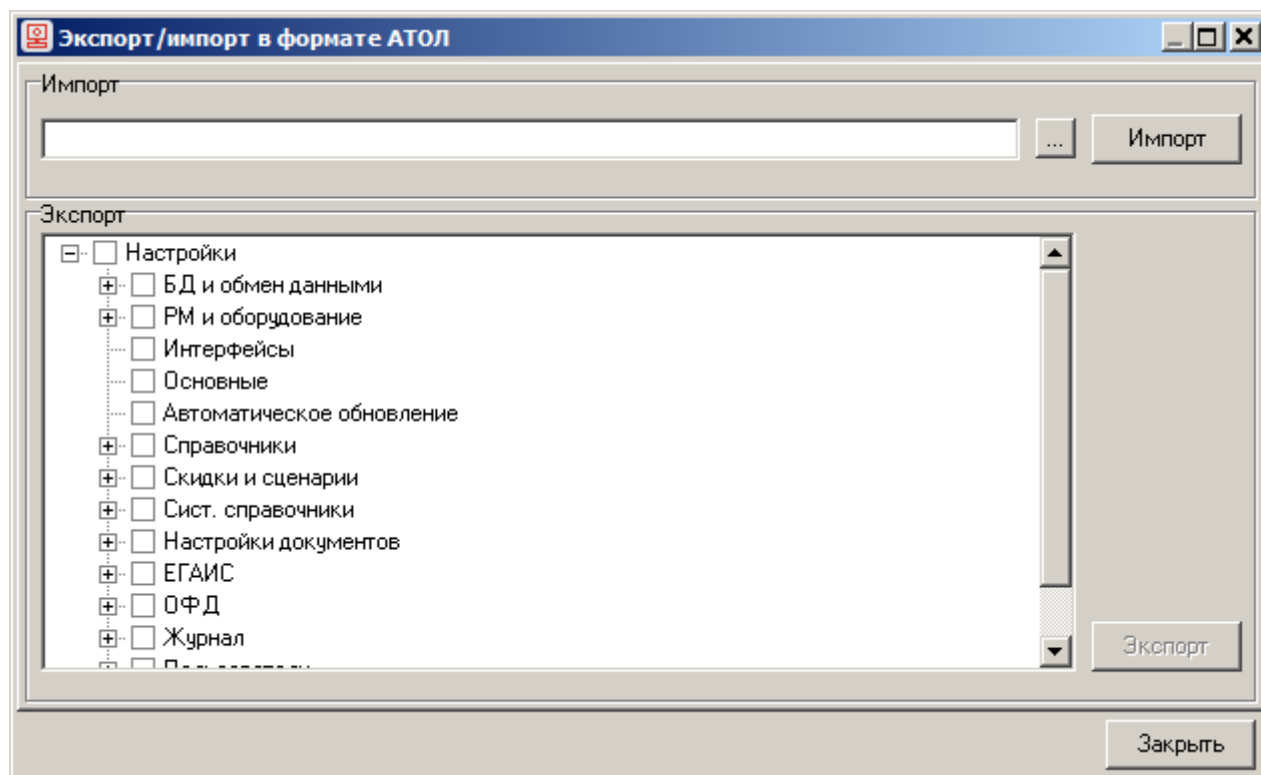 Экспорт/импорт в формате АТОЛ
Импорт
... Импорт
Экспорт
Настройки
БД и обмен данными
РМ и оборудование
Интерфейсы
Основные
Автоматическое обновление
Справочники
Скидки и сценарии
Сист. справочники
Настройки документов
ЕГАИС
ОФД
Журнал
Экспорт
Закрыть